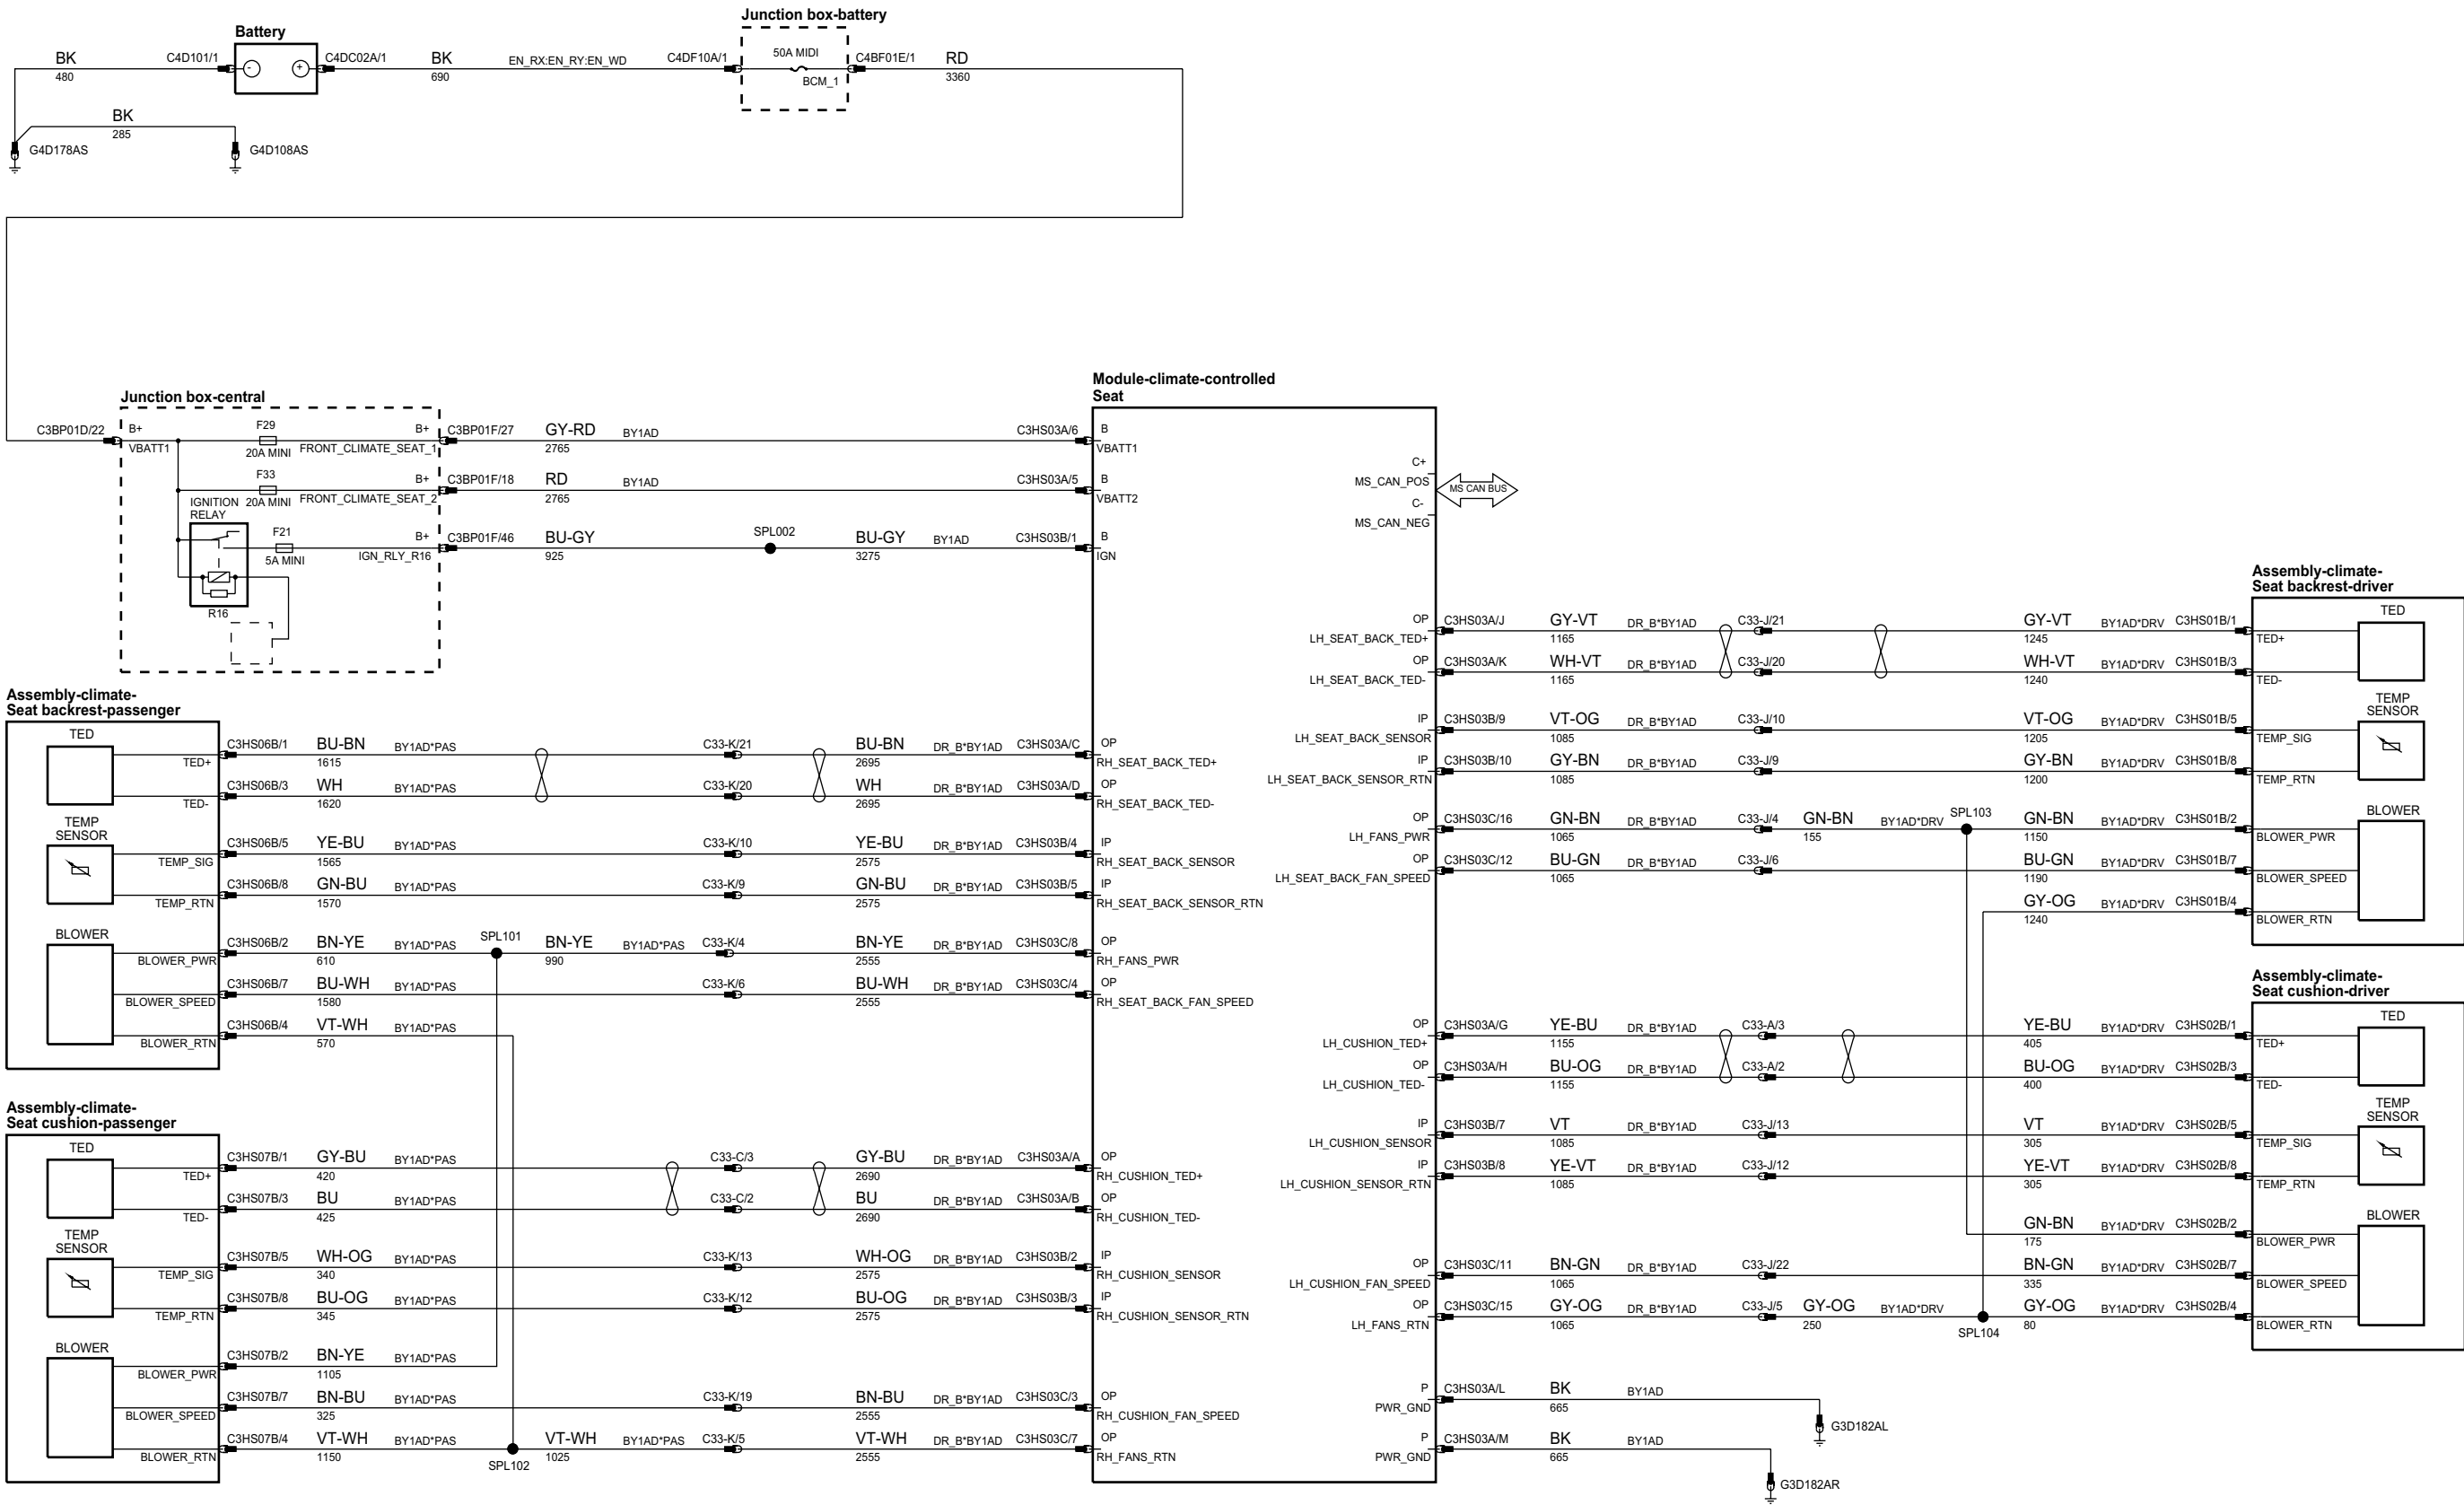 Junction box-battery
Battery
BK
480
C4D101/1
-
+
C4DC02A/1
BK
690
EN_RX:EN_RY:EN_WD
C4DF10A/1
50A MIDI
BCM_1
C4BF01E/1
RD
3360
BK
285
G4D178AS
G4D108AS
Junction box-central
C3BP01D/22
B+
VBATT1
F29
20A MINI
B+
FRONT_CLIMATE_SEAT_1
C3BP01F/27
GY-RD
2765
BY1AD
C3HS03A/6
F33
20A MINI
B+
FRONT_CLIMATE_SEAT_2
C3BP01F/18
RD
2765
BY1AD
C3HS03A/5
IGNITION
RELAY
F21
5A MINI
B+
IGN_RLY_R16
C3BP01F/46
BU-GY
925
SPL002
BU-GY
3275
BY1AD
C3HS03B/1
R16
Module-climate-controlled
Seat
B
VBATT1
B
VBATT2
B
IGN
C+
MS_CAN_POS
C-
MS_CAN_NEG
MS CAN BUS
Assembly-climate-
Seat backrest-passenger
TED
TED+
C3HS06B/1
BU-BN
1615
BY1AD*PAS
C33-K/21
BU-BN
2695
DR_B*BY1AD
C3HS03A/C
OP
RH_SEAT_BACK_TED+
TED-
C3HS06B/3
WH
1620
BY1AD*PAS
C33-K/20
WH
2695
DR_B*BY1AD
C3HS03A/D
OP
RH_SEAT_BACK_TED-
TEMP
SENSOR
TEMP_SIG
C3HS06B/5
YE-BU
1565
BY1AD*PAS
C33-K/10
YE-BU
2575
DR_B*BY1AD
C3HS03B/4
IP
RH_SEAT_BACK_SENSOR
TEMP_RTN
C3HS06B/8
GN-BU
1570
BY1AD*PAS
C33-K/9
GN-BU
2575
DR_B*BY1AD
C3HS03B/5
IP
RH_SEAT_BACK_SENSOR_RTN
BLOWER
BLOWER_PWR
C3HS06B/2
BN-YE
610
BY1AD*PAS
SPL101
BN-YE
990
BY1AD*PAS
C33-K/4
BN-YE
2555
DR_B*BY1AD
C3HS03C/8
OP
RH_FANS_PWR
BLOWER_SPEED
C3HS06B/7
BU-WH
1580
BY1AD*PAS
C33-K/6
BU-WH
2555
DR_B*BY1AD
C3HS03C/4
OP
RH_SEAT_BACK_FAN_SPEED
BLOWER_RTN
C3HS06B/4
VT-WH
570
BY1AD*PAS
Assembly-climate-
Seat cushion-passenger
TED
TED+
C3HS07B/1
GY-BU
420
BY1AD*PAS
C33-C/3
GY-BU
2690
DR_B*BY1AD
C3HS03A/A
OP
RH_CUSHION_TED+
TED-
C3HS07B/3
BU
425
BY1AD*PAS
C33-C/2
BU
2690
DR_B*BY1AD
C3HS03A/B
OP
RH_CUSHION_TED-
TEMP
SENSOR
TEMP_SIG
C3HS07B/5
WH-OG
340
BY1AD*PAS
C33-K/13
WH-OG
2575
DR_B*BY1AD
C3HS03B/2
IP
RH_CUSHION_SENSOR
TEMP_RTN
C3HS07B/8
BU-OG
345
BY1AD*PAS
C33-K/12
BU-OG
2575
DR_B*BY1AD
C3HS03B/3
IP
RH_CUSHION_SENSOR_RTN
BLOWER
BLOWER_PWR
C3HS07B/2
BN-YE
1105
BY1AD*PAS
BLOWER_SPEED
C3HS07B/7
BN-BU
325
BY1AD*PAS
C33-K/19
BN-BU
2555
DR_B*BY1AD
C3HS03C/3
OP
RH_CUSHION_FAN_SPEED
BLOWER_RTN
C3HS07B/4
VT-WH
1150
BY1AD*PAS
SPL102
VT-WH
1025
BY1AD*PAS
C33-K/5
VT-WH
2555
DR_B*BY1AD
C3HS03C/7
OP
RH_FANS_RTN
Assembly-climate-
Seat backrest-driver
OP
LH_SEAT_BACK_TED+
C3HS03A/J
GY-VT
1165
DR_B*BY1AD
C33-J/21
GY-VT
1245
BY1AD*DRV
C3HS01B/1
TED+
TED
OP
LH_SEAT_BACK_TED-
C3HS03A/K
WH-VT
1165
DR_B*BY1AD
C33-J/20
WH-VT
1240
BY1AD*DRV
C3HS01B/3
TED-
IP
LH_SEAT_BACK_SENSOR
C3HS03B/9
VT-OG
1085
DR_B*BY1AD
C33-J/10
VT-OG
1205
BY1AD*DRV
C3HS01B/5
TEMP_SIG
TEMP
SENSOR
IP
LH_SEAT_BACK_SENSOR_RTN
C3HS03B/10
GY-BN
1085
DR_B*BY1AD
C33-J/9
GY-BN
1200
BY1AD*DRV
C3HS01B/8
TEMP_RTN
OP
LH_FANS_PWR
C3HS03C/16
GN-BN
1065
DR_B*BY1AD
C33-J/4
GN-BN
155
BY1AD*DRV
SPL103
GN-BN
1150
BY1AD*DRV
C3HS01B/2
BLOWER_PWR
BLOWER
OP
LH_SEAT_BACK_FAN_SPEED
C3HS03C/12
BU-GN
1065
DR_B*BY1AD
C33-J/6
BU-GN
1190
BY1AD*DRV
C3HS01B/7
BLOWER_SPEED
GY-OG
1240
BY1AD*DRV
C3HS01B/4
BLOWER_RTN
Assembly-climate-
Seat cushion-driver
OP
LH_CUSHION_TED+
C3HS03A/G
YE-BU
1155
DR_B*BY1AD
C33-A/3
YE-BU
405
BY1AD*DRV
C3HS02B/1
TED+
TED
OP
LH_CUSHION_TED-
C3HS03A/H
BU-OG
1155
DR_B*BY1AD
C33-A/2
BU-OG
400
BY1AD*DRV
C3HS02B/3
TED-
IP
LH_CUSHION_SENSOR
C3HS03B/7
VT
1085
DR_B*BY1AD
C33-J/13
VT
305
BY1AD*DRV
C3HS02B/5
TEMP_SIG
TEMP
SENSOR
IP
LH_CUSHION_SENSOR_RTN
C3HS03B/8
YE-VT
1085
DR_B*BY1AD
C33-J/12
YE-VT
305
BY1AD*DRV
C3HS02B/8
TEMP_RTN
GN-BN
175
BY1AD*DRV
C3HS02B/2
BLOWER_PWR
BLOWER
OP
LH_CUSHION_FAN_SPEED
C3HS03C/11
BN-GN
1065
DR_B*BY1AD
C33-J/22
BN-GN
335
BY1AD*DRV
C3HS02B/7
BLOWER_SPEED
OP
LH_FANS_RTN
C3HS03C/15
GY-OG
1065
DR_B*BY1AD
C33-J/5
GY-OG
250
BY1AD*DRV
SPL104
GY-OG
80
BY1AD*DRV
C3HS02B/4
BLOWER_RTN
P
PWR_GND
C3HS03A/L
BK
665
BY1AD
G3D182AL
P
PWR_GND
C3HS03A/M
BK
665
BY1AD
G3D182AR